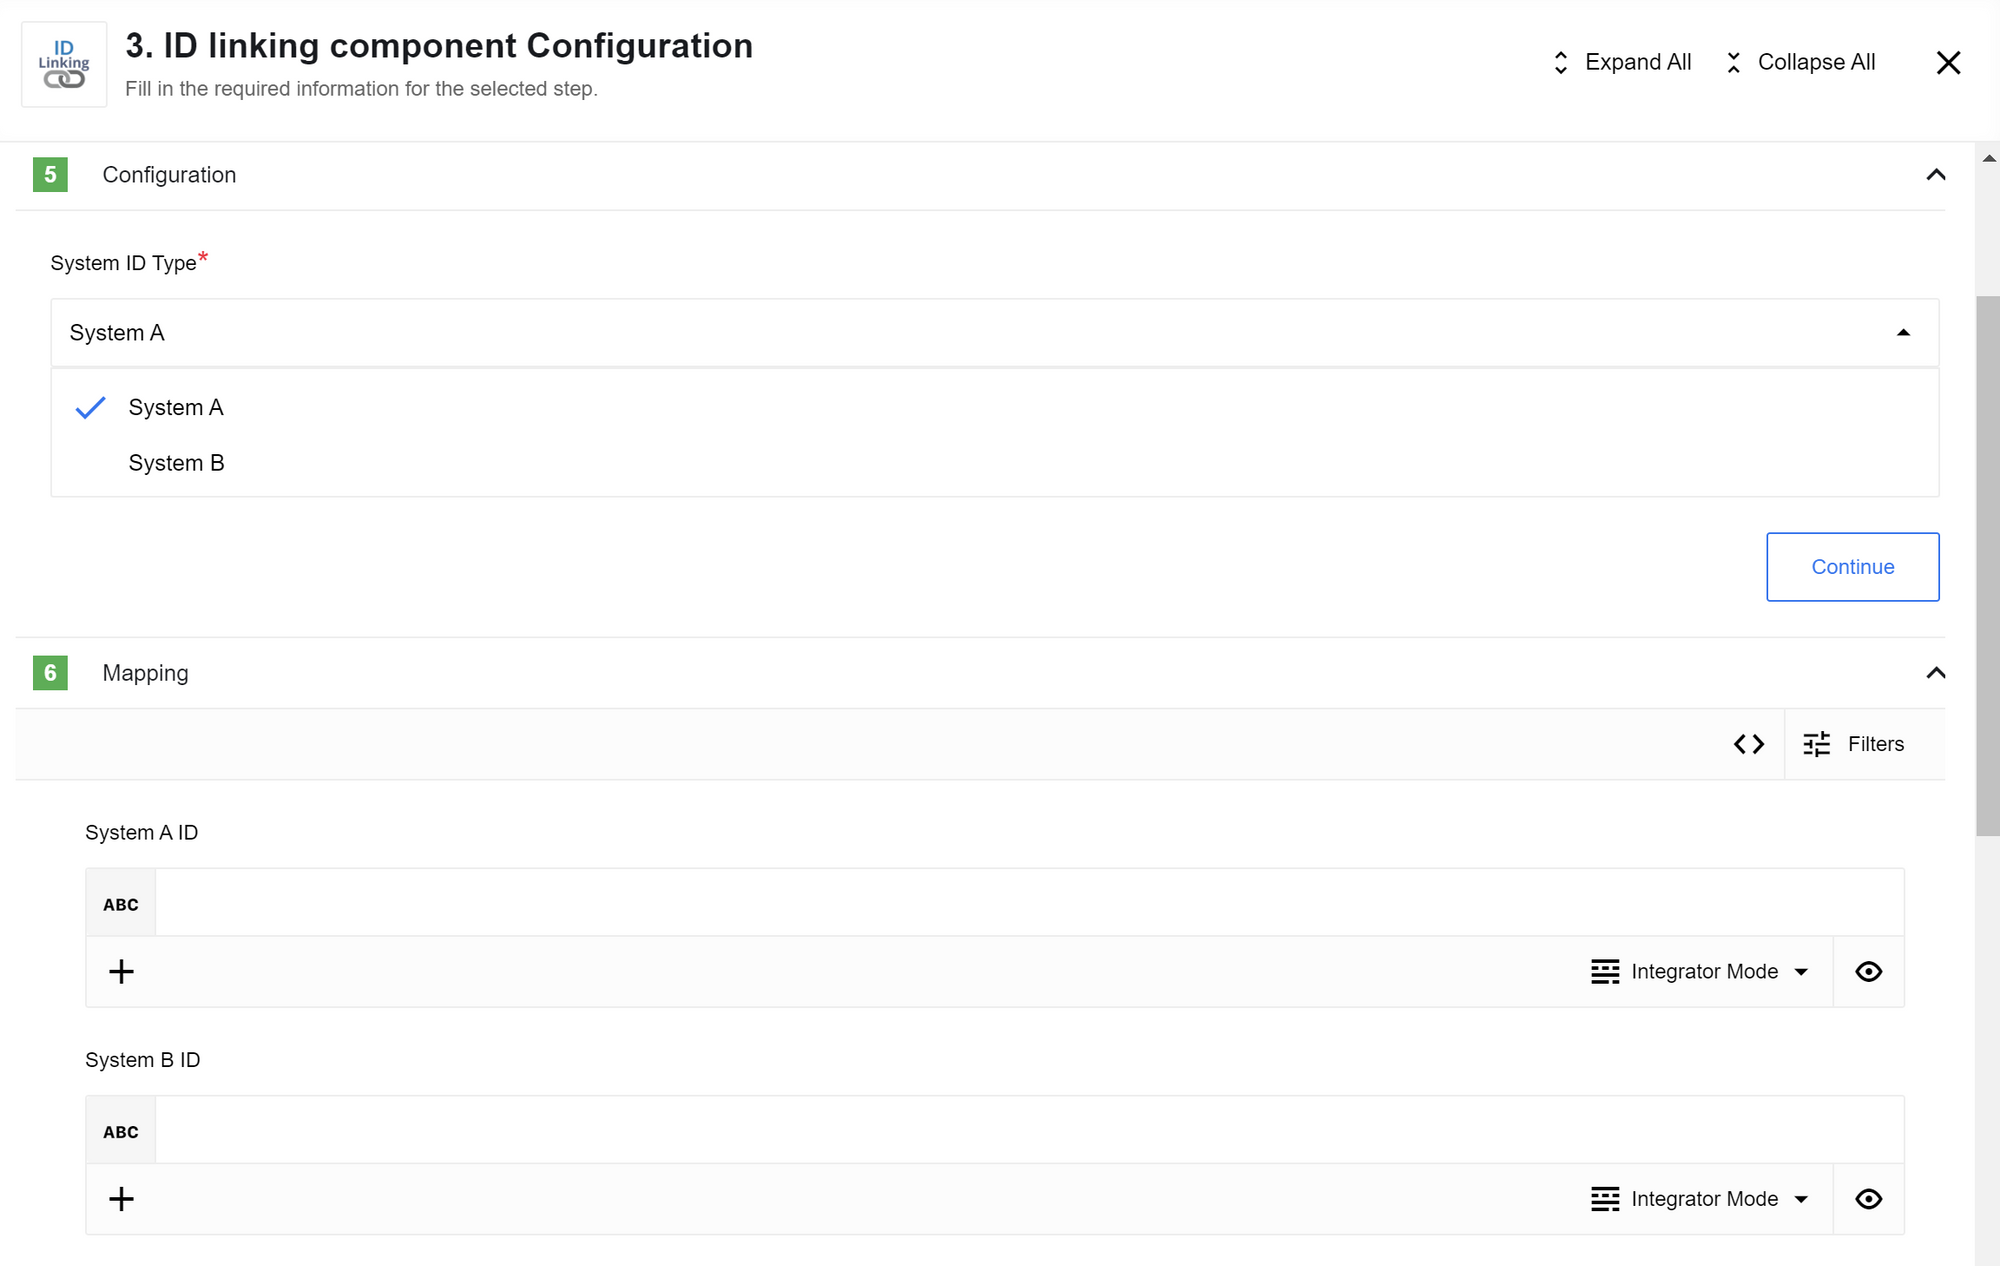 ID
Linking
3. ID linking component Configuration
Fill in the required information for the selected step.
Expand All
Collapse All
5 Configuration
System ID Type*
System A
System A
System B
Continue
6 Mapping
Filters
System A ID
ABC
Integrator Mode
System B ID
ABC
Integrator Mode